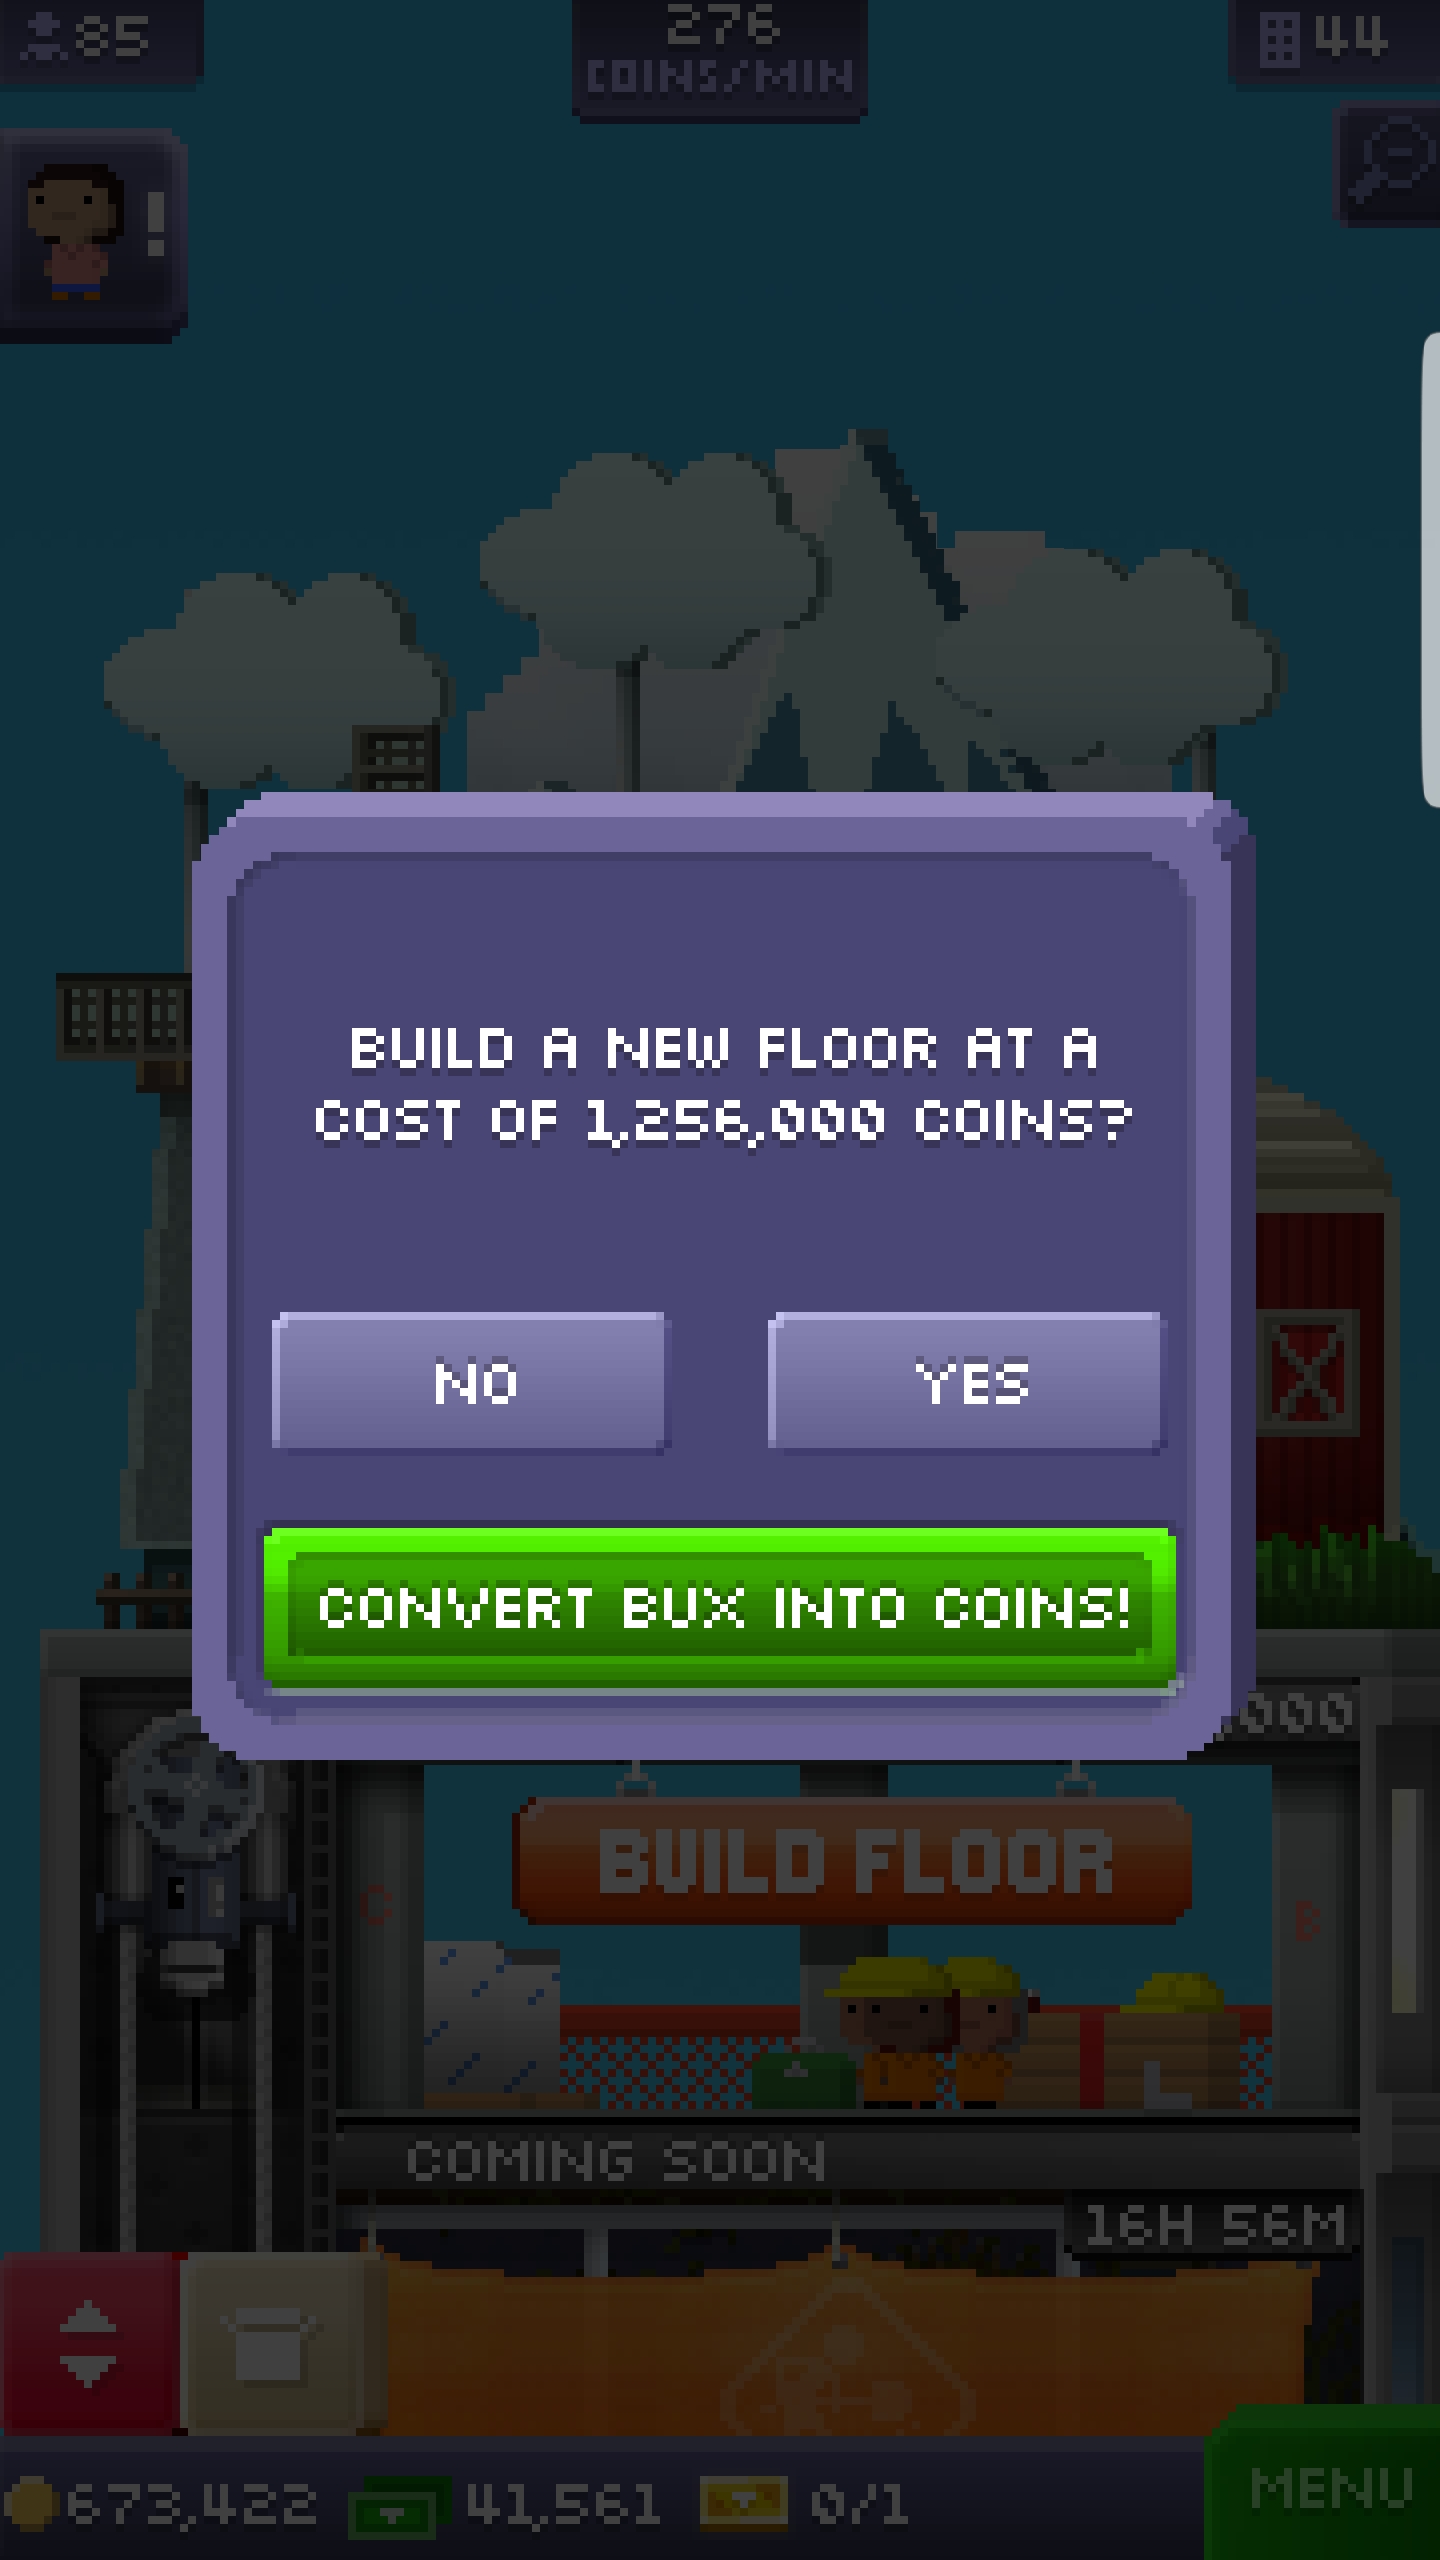 85
276
COINS/MIN
44
!
BUILD A NEW FLOOR AT A
COST OF 1,256,000 COINS?
NO
YES
CONVERT BUX INTO COINS!
,000
BUILD FLOOR
C
B
COMING SOON
16H 56M
673,422
41,561
0/1
MENU